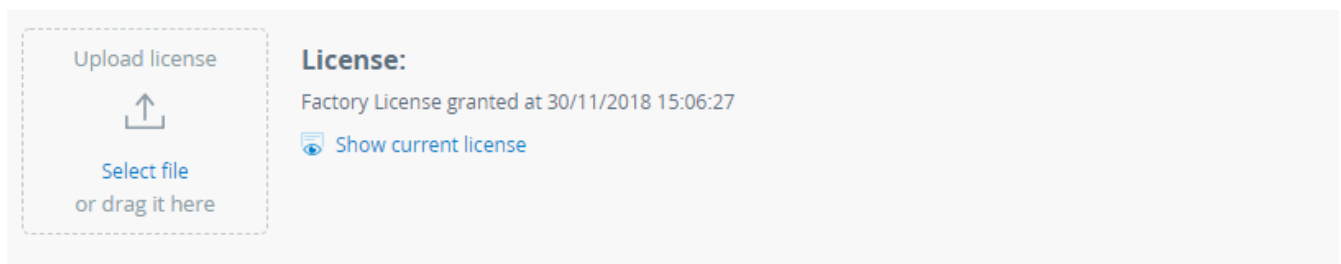 Upload license
Select file
or drag it here
License:
Factory License granted at 30/11/2018 15:06:27
Show current license